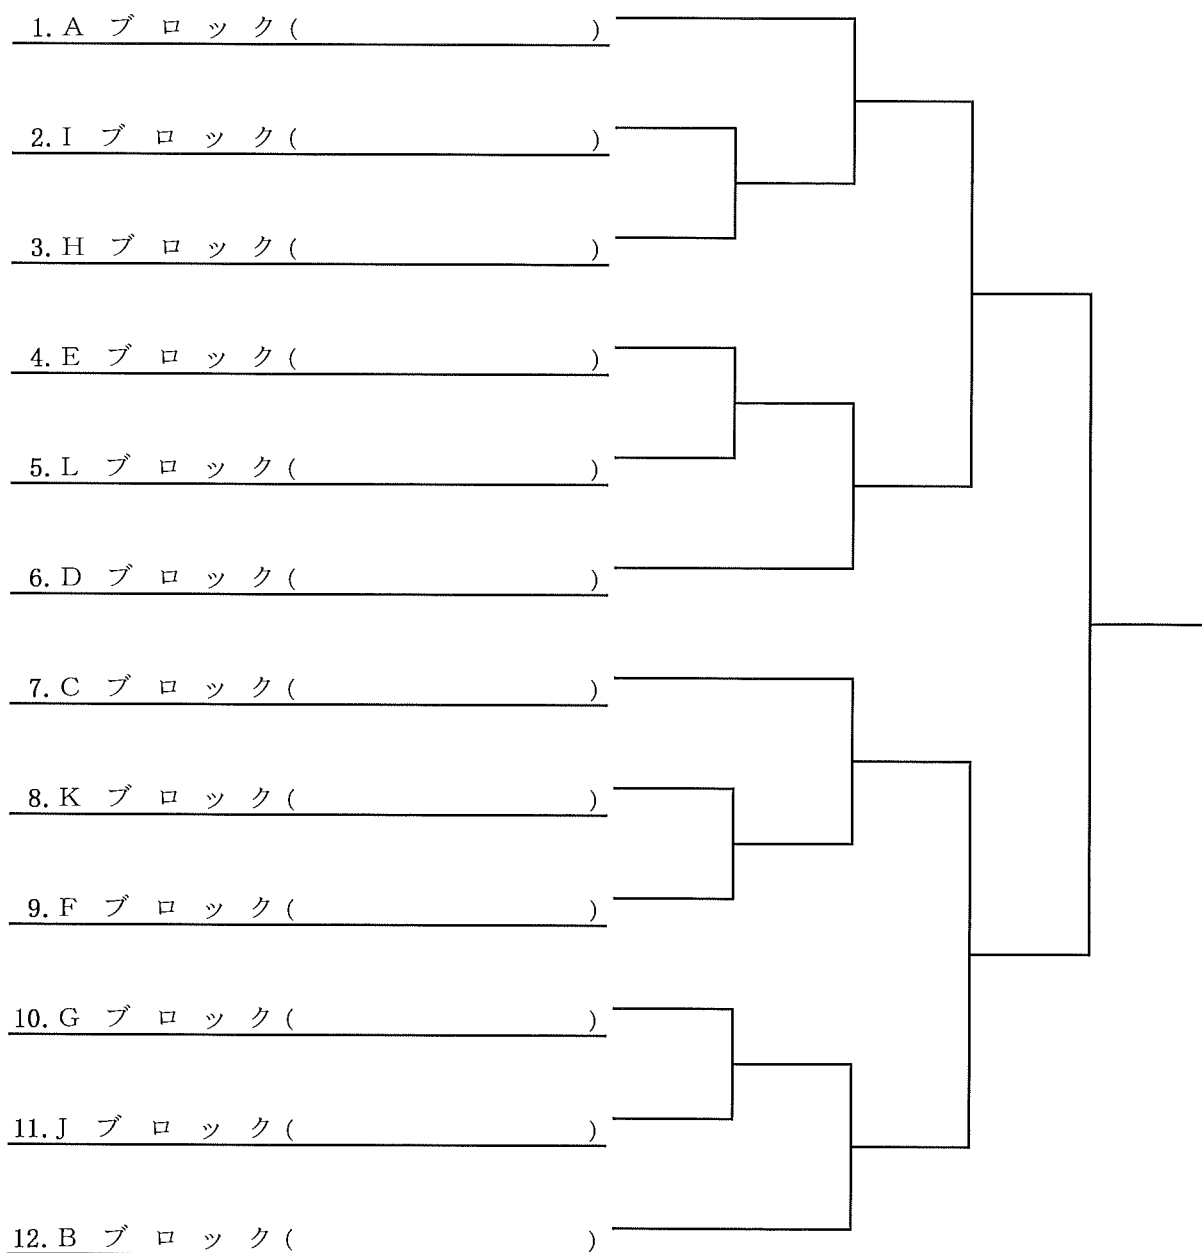 1. A ブロック( )
2. I ブロック( )
3. H ブロック( )
4. E ブロック( )
5. L ブロック( )
6. D ブロック( )
7. C ブロック( )
8. K ブロック( )
9. F ブロック( )
10. G ブロック( )
11. J ブロック( )
12. B ブロック( )